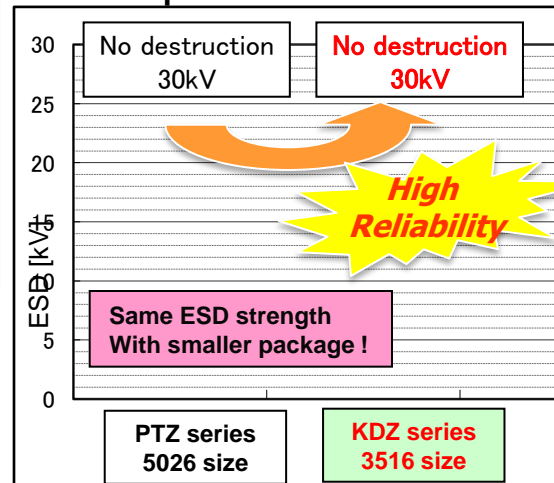 30
25
20
15
10
5
0
ESD [kV]
No destruction
30kV
No destruction
30kV
High
Reliability
Same ESD strength
With smaller package !
PTZ series
5026 size
KDZ series
3516 size